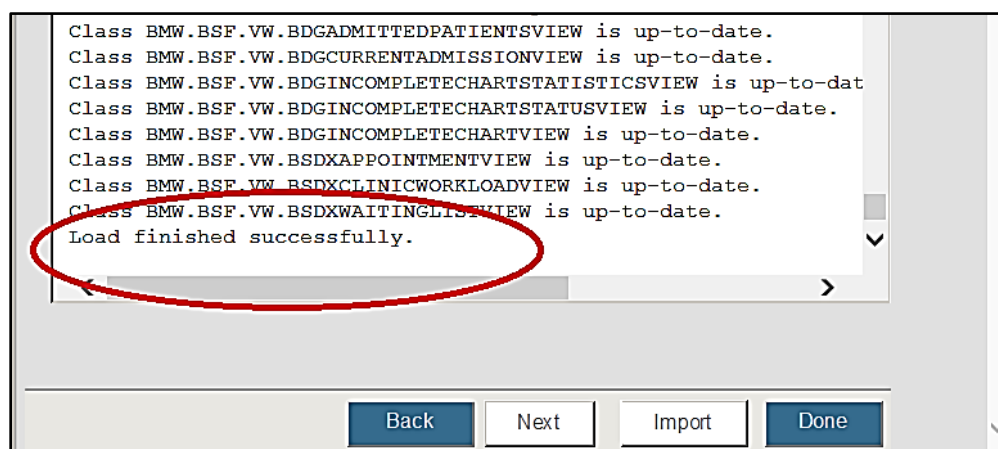 Class BMW.BSF.VW.BDGADMITTEDPATIENTSVIEW is up-to-date.
Class BMW.BSF.VW.BDGCURRENTADMISSIONVIEW is up-to-date.
Class BMW.BSF.VW.BDGINCOMPLETECHARTSTATISTICSVIEW is up-to-dat
Class BMW.BSF.VW.BDGINCOMPLETECHARTSTATUSVIEW is up-to-date.
Class BMW.BSF.VW.BDGINCOMPLETECHARTVIEW is up-to-date.
Class BMW.BSF.VW.BSDXAPPOINTMENTVIEW is up-to-date.
Class BMW.BSF.VW.BSDXCLINICWORKLOADVIEW is up-to-date.
Class BMW.BSF.VW.BSDXWAITINGLISTVIEW is up-to-date.
Load finished successfully.
Back Next Import Done